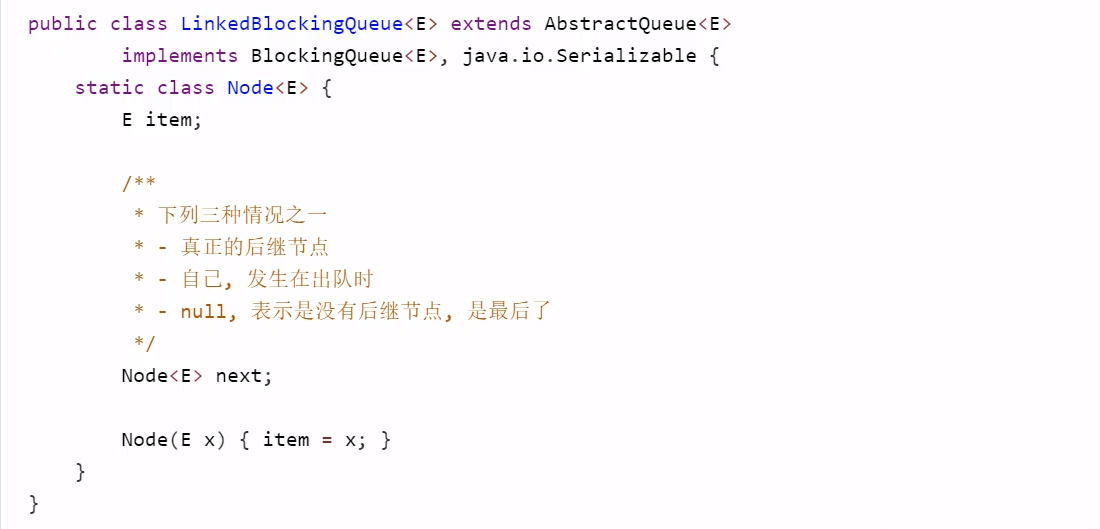 public class LinkedBlockingQueue<E> extends AbstractQueue<E>
        implements BlockingQueue<E>, java.io.Serializable {
    static class Node<E> {
        E item;

        /**
         * 下列三种情况之一
         * - 真正的后继节点
         * - 自己, 发生在出队时
         * - null, 表示是没有后继节点, 是最后了
         */
        Node<E> next;

        Node(E x) { item = x; }
    }
}